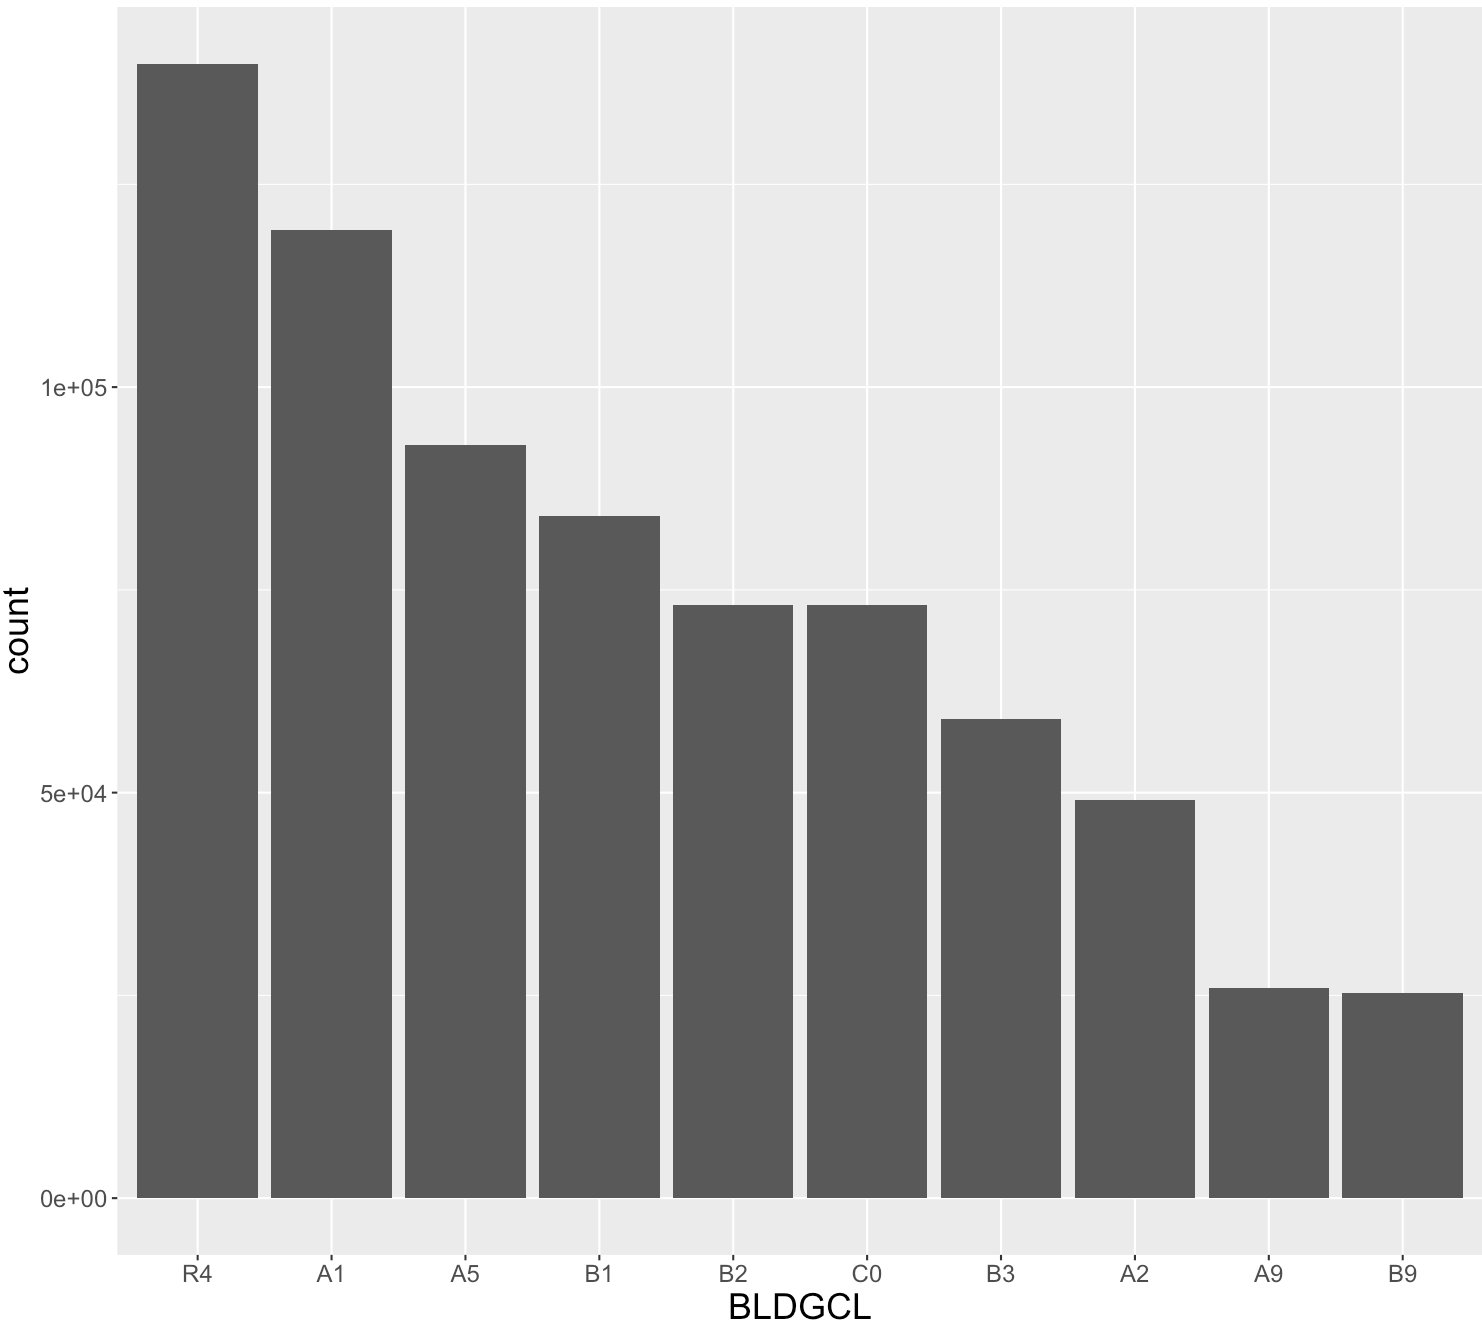 count
1e+05
5e+04
0e+00
R4 A1 A5 B1 B2 C0 B3 A2 A9 B9
BLDGCL